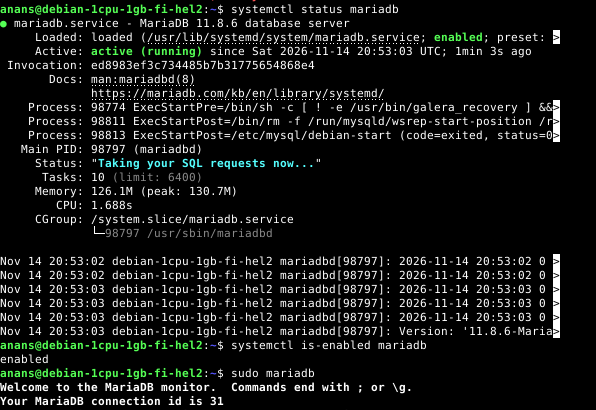 anans@debian-1cpu-1gb-fi-hel2:~$ systemctl status mariadb
● mariadb.service - MariaDB 11.8.6 database server
Loaded: loaded (/usr/lib/systemd/system/mariadb.service; enabled; preset: >
Active: active (running) since Sat 2026-11-14 20:53:03 UTC; 1min 3s ago
Invocation: ed8983ef3c734485b7b31775654868e4
Docs: man:mariadbd(8)
https://mariadb.com/kb/en/library/systemd/
Process: 98774 ExecStartPre=/bin/sh -c [ ! -e /usr/bin/galera_recovery ] &&>
Process: 98811 ExecStartPost=/bin/rm -f /run/mysqld/wsrep-start-position /r>
Process: 98813 ExecStartPost=/etc/mysql/debian-start (code=exited, status=0>
Main PID: 98797 (mariadbd)
Status: "Taking your SQL requests now..."
Tasks: 10 (limit: 6400)
Memory: 126.1M (peak: 130.7M)
CPU: 1.688s
CGroup: /system.slice/mariadb.service
└─98797 /usr/sbin/mariadbd
Nov 14 20:53:02 debian-1cpu-1gb-fi-hel2 mariadbd[98797]: 2026-11-14 20:53:02 0 >
Nov 14 20:53:02 debian-1cpu-1gb-fi-hel2 mariadbd[98797]: 2026-11-14 20:53:02 0 >
Nov 14 20:53:03 debian-1cpu-1gb-fi-hel2 mariadbd[98797]: 2026-11-14 20:53:03 0 >
Nov 14 20:53:03 debian-1cpu-1gb-fi-hel2 mariadbd[98797]: 2026-11-14 20:53:03 0 >
Nov 14 20:53:03 debian-1cpu-1gb-fi-hel2 mariadbd[98797]: 2026-11-14 20:53:03 0 >
Nov 14 20:53:03 debian-1cpu-1gb-fi-hel2 mariadbd[98797]: Version: '11.8.6-Maria>
anans@debian-1cpu-1gb-fi-hel2:~$ systemctl is-enabled mariadb
enabled
anans@debian-1cpu-1gb-fi-hel2:~$ sudo mariadb
Welcome to the MariaDB monitor.  Commands end with ; or \g.
Your MariaDB connection id is 31